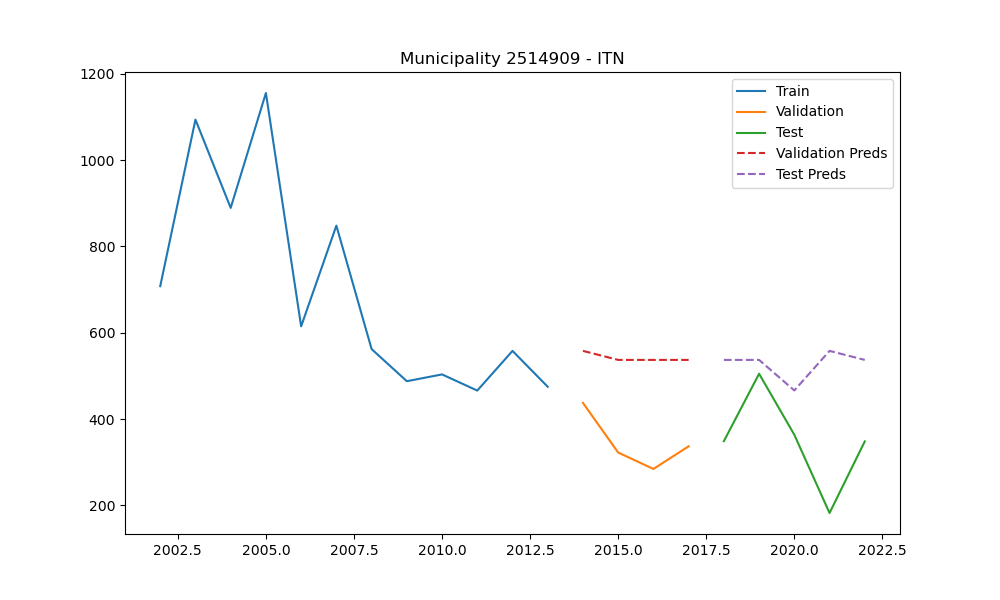 Municipality 2514909 - ITN
1200
1000
800
600
400
200
Train
Validation
Test
Validation Preds
Test Preds
2002.5 2005.0 2007.5 2010.0 2012.5 2015.0 2017.5 2020.0 2022.5